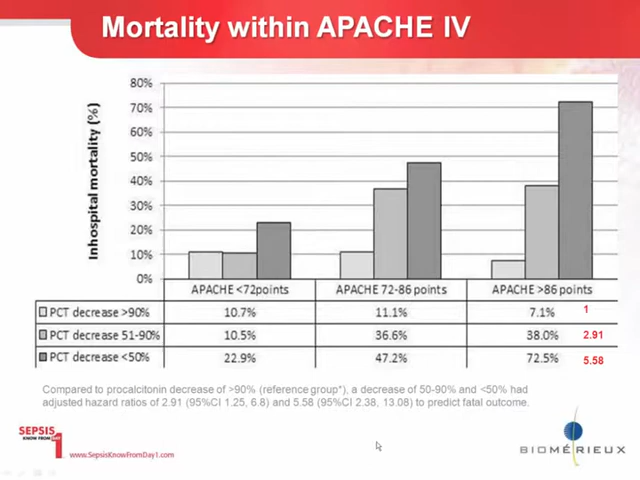 Mortality within APACHE IV
Inhospital mortality (%)
80%
70%
60%
50%
40%
30%
20%
10%
0%
APACHE <72points APACHE 72-86 points APACHE >86 points
PCT decrease >90% 10.7% 11.1% 7.1% 1
PCT decrease 51-90% 10.5% 36.6% 38.0% 2.91
PCT decrease <50% 22.9% 47.2% 72.5% 5.58
Compared to procalcitonin decrease of >90% (reference group*), a decrease of 50-90% and <50% had
adjusted hazard ratios of 2.91 (95%CI 1.25, 6.8) and 5.58 (95%CI 2.38, 13.08) to predict fatal outcome.
SEPSIS
KNOW FROM DAY 1
www.SepsisKnowFromDay1.com
BIOMÉRIEUX